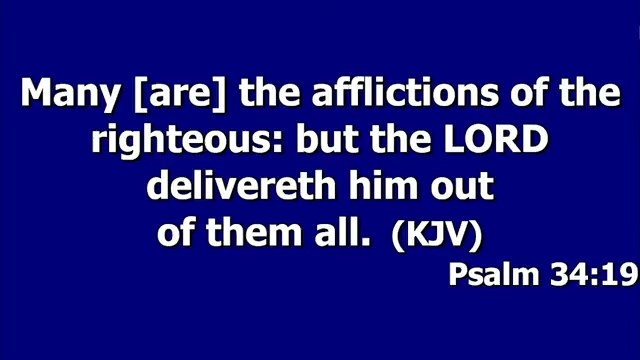 Many [are] the afflictions of the
righteous: but the LORD
delivereth him out
of them all. (KJV)
Psalm 34:19